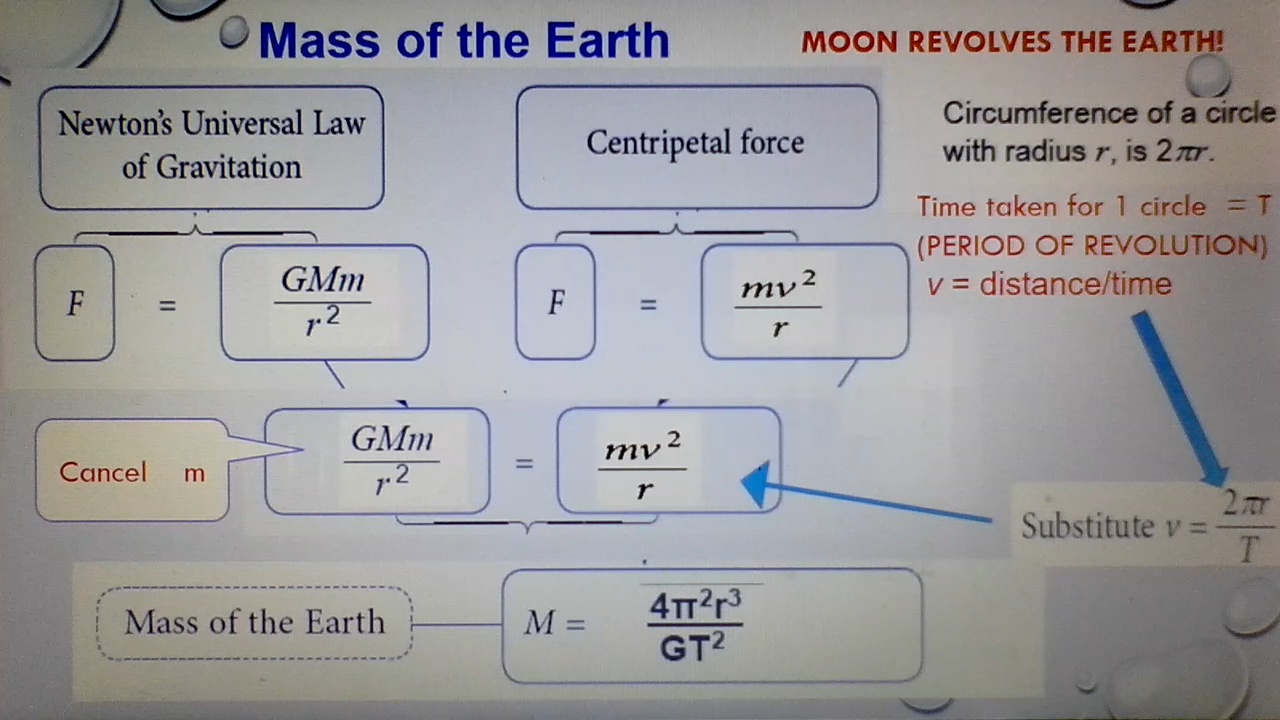 Mass of the Earth
MOON REVOLVES THE EARTH!
Newton's Universal Law
of Gravitation
Centripetal force
Circumference of a circle
with radius r, is 2πr.
Time taken for 1 circle = T
(PERIOD OF REVOLUTION)
v = distance/time
F = GMm/r²
F = mv²/r
Cancel m
GMm/r² = mv²/r
Substitute v = 2πr/T
Mass of the Earth
M = 4π²r³/GT²